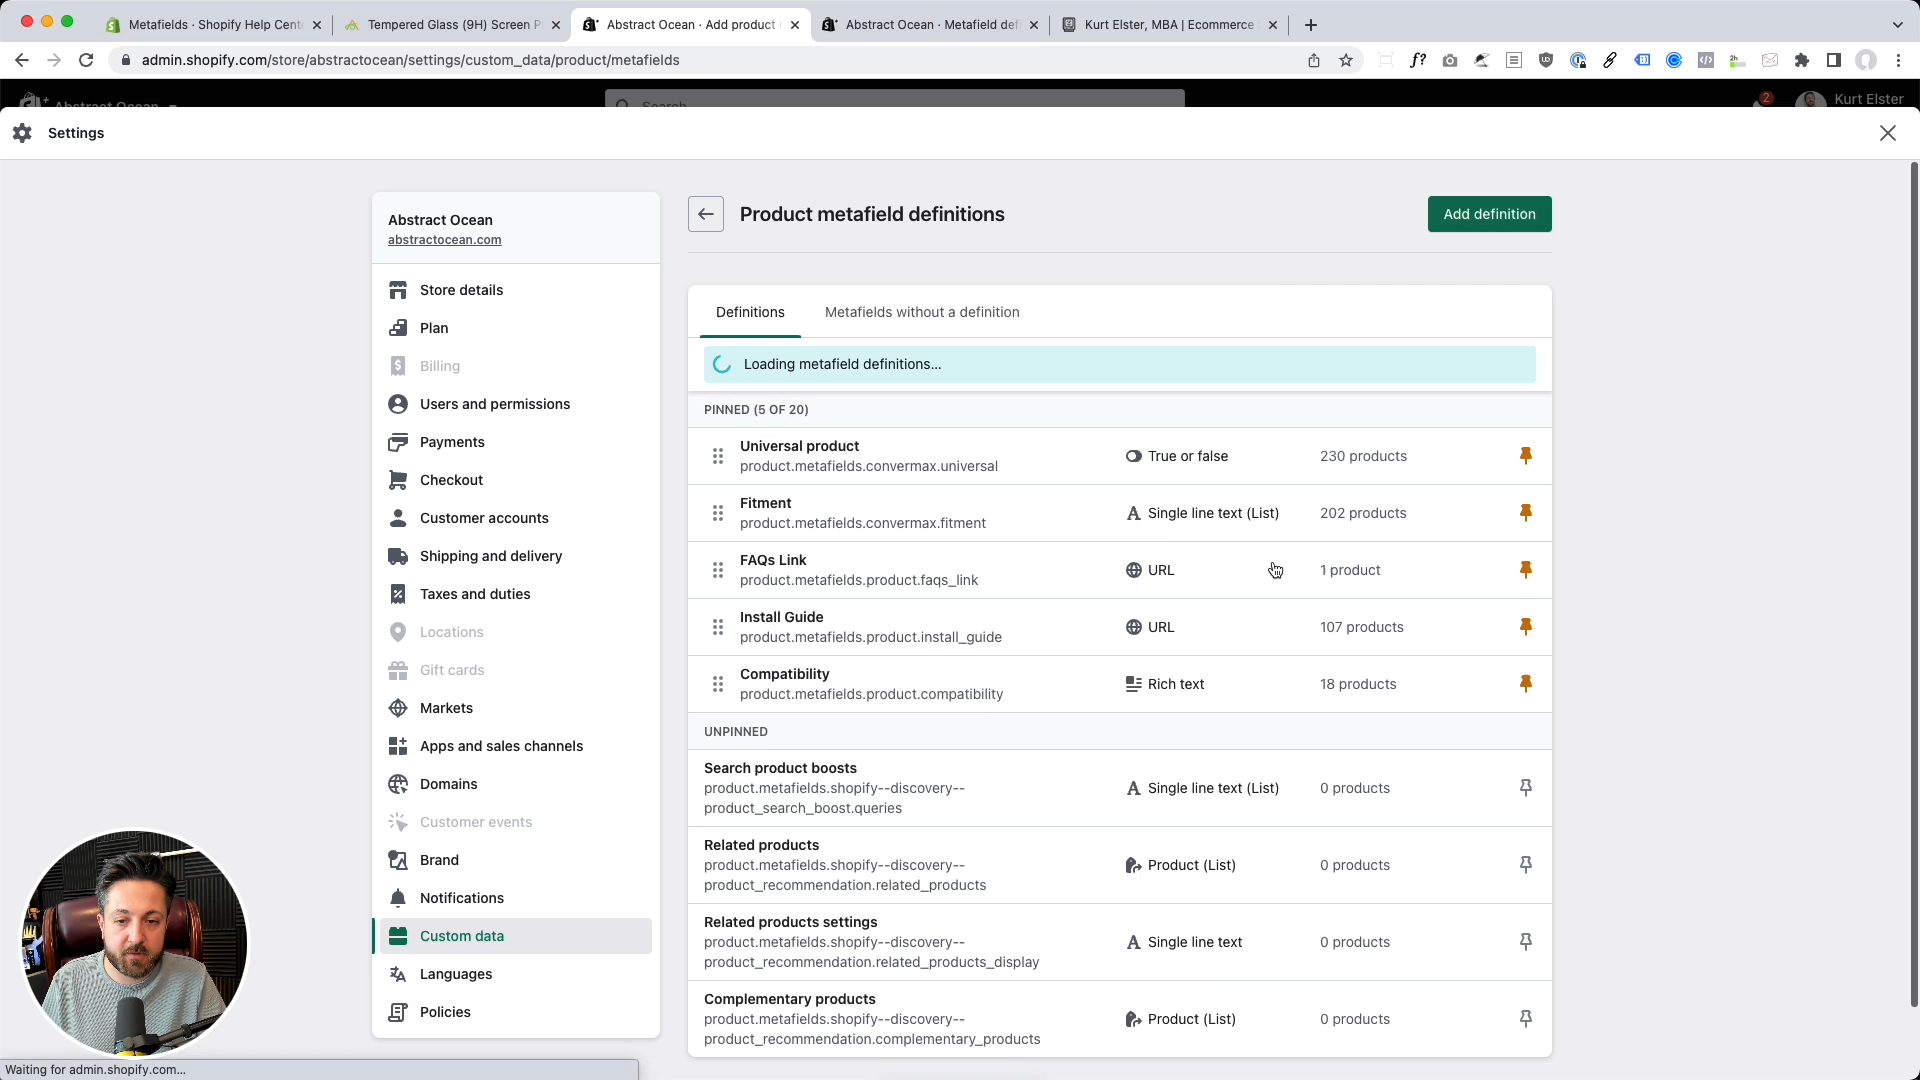 Metafields · Shopify Help Cent
Tempered Glass (9H) Screen P
Abstract Ocean · Add product
Abstract Ocean · Metafield def
Kurt Elster, MBA | Ecommerce
admin.shopify.com/store/abstractocean/settings/custom_data/product/metafields
Abstract Ocean
Search
2
Kurt Elster
Settings
Abstract Ocean
abstractocean.com
Store details
Plan
Billing
Users and permissions
Payments
Checkout
Customer accounts
Shipping and delivery
Taxes and duties
Locations
Gift cards
Markets
Apps and sales channels
Domains
Customer events
Brand
Notifications
Custom data
Languages
Policies
Product metafield definitions
Add definition
Definitions
Metafields without a definition
Loading metafield definitions...
PINNED (5 OF 20)
Universal product
product.metafields.convermax.universal
True or false
230 products
Fitment
product.metafields.convermax.fitment
Single line text (List)
202 products
FAQs Link
product.metafields.product.faqs_link
URL
1 product
Install Guide
product.metafields.product.install_guide
URL
107 products
Compatibility
product.metafields.product.compatibility
Rich text
18 products
UNPINNED
Search product boosts
product.metafields.shopify--discovery--
product_search_boost.queries
Single line text (List)
0 products
Related products
product.metafields.shopify--discovery--
product_recommendation.related_products
Product (List)
0 products
Related products settings
product.metafields.shopify--discovery--
product_recommendation.related_products_display
Single line text
0 products
Complementary products
product.metafields.shopify--discovery--
product_recommendation.complementary_products
Product (List)
0 products
Waiting for admin.shopify.com...